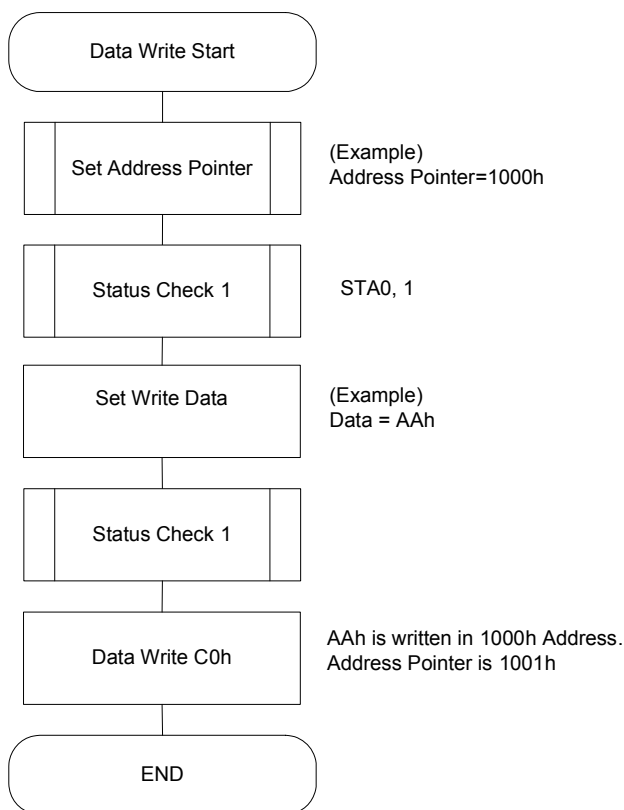 Data Write Start
Set Address Pointer
(Example)
Address Pointer=1000h
Status Check 1
STA0, 1
Set Write Data
(Example)
Data = AAh
Status Check 1
Data Write C0h
AAh is written in 1000h Address.
Address Pointer is 1001h
END